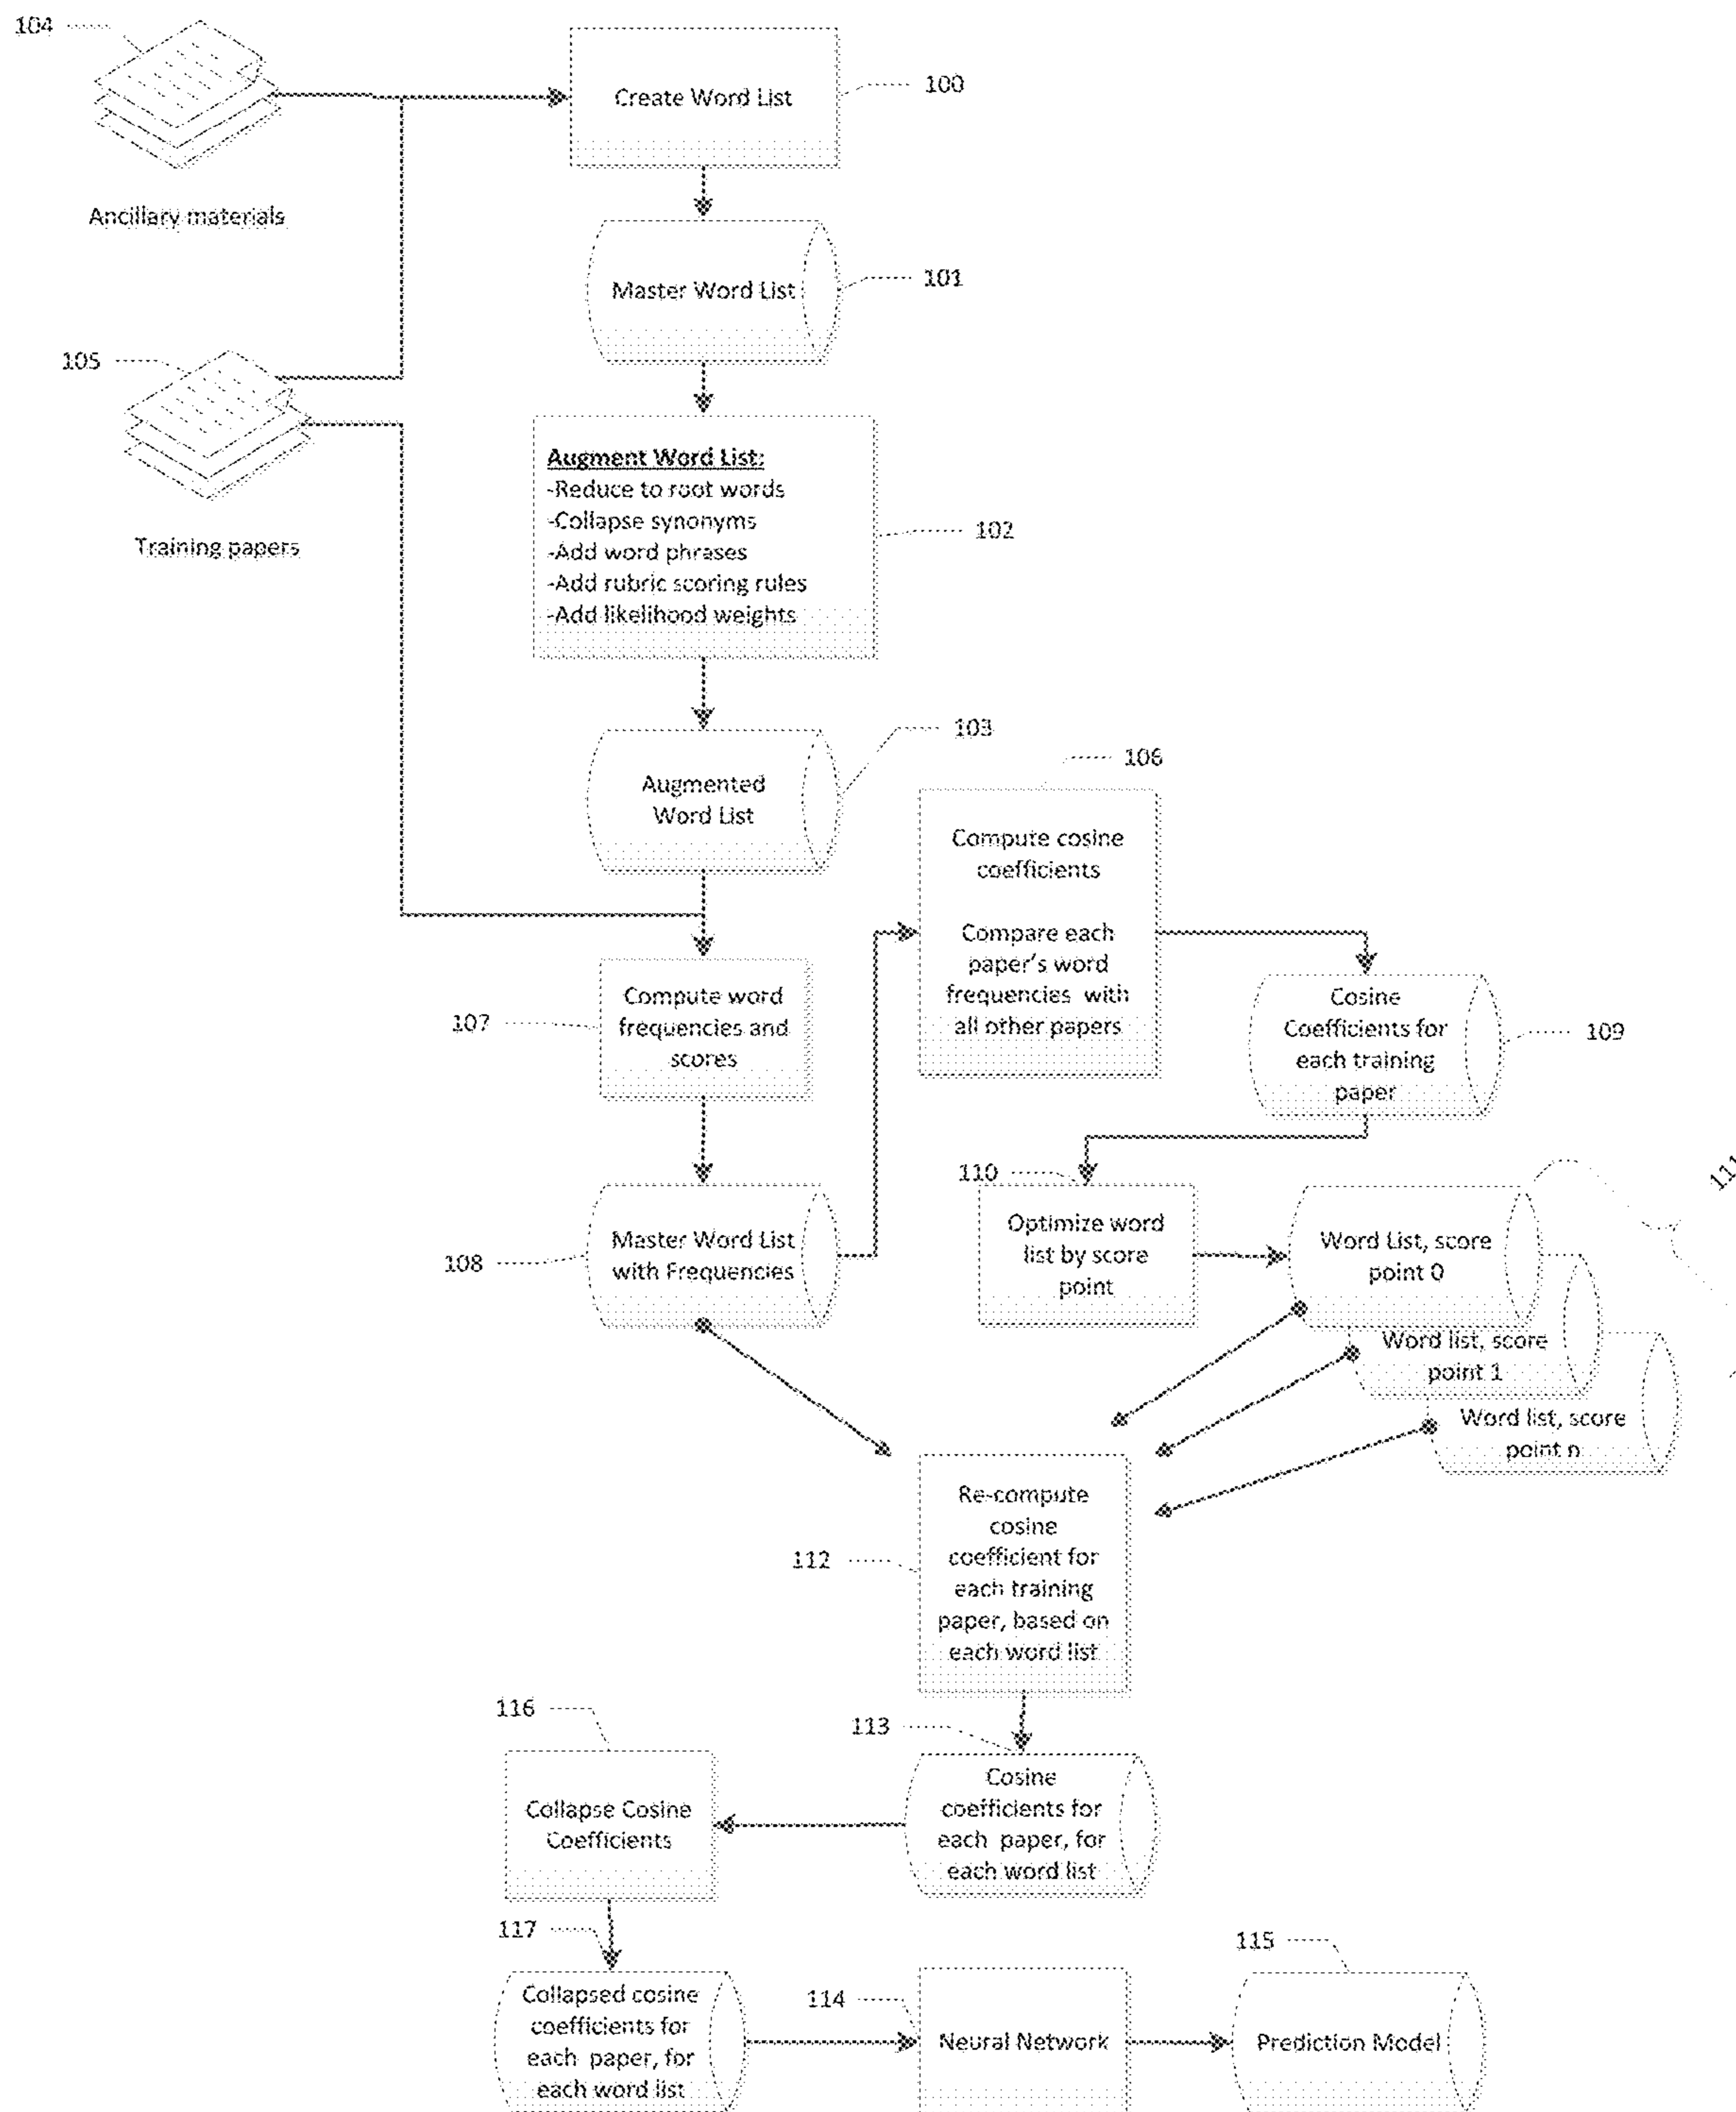 104
Create Word List
100
Ancillary materials
Master Word List
101
105
Training papers
Augment Word List:
-Reduce to root words
-Collapse synonyms
-Add word phrases
-Add rubric scoring rules
-Add likelihood weights
102
103
Augmented
Word List
106
Compute cosine
coefficients
Compare each
paper's word
frequencies with
all other papers
107
Compute word
frequencies and
scores
Cosine
Coefficients for
each training
paper
109
108
Master Word List
with Frequencies
110
Optimize word
list by score
point
111
Word List, score
point 0
Word list, score
point 1
Word list, score
point n
112
Re-compute
cosine
coefficient for
each training
paper, based on
each word list
116
113
Collapse Cosine
Coefficients
Cosine
coefficients for
each paper, for
each word list
117
Collapsed cosine
coefficients for
each paper, for
each word list
114
Neural Network
115
Prediction Model